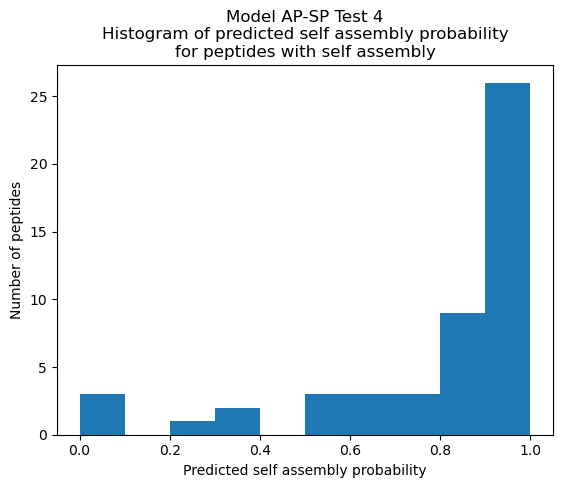 Model AP-SP Test 4
Histogram of predicted self assembly probability
for peptides with self assembly
25
20
15
10
5
0
Number of peptides
0.0 0.2 0.4 0.6 0.8 1.0
Predicted self assembly probability